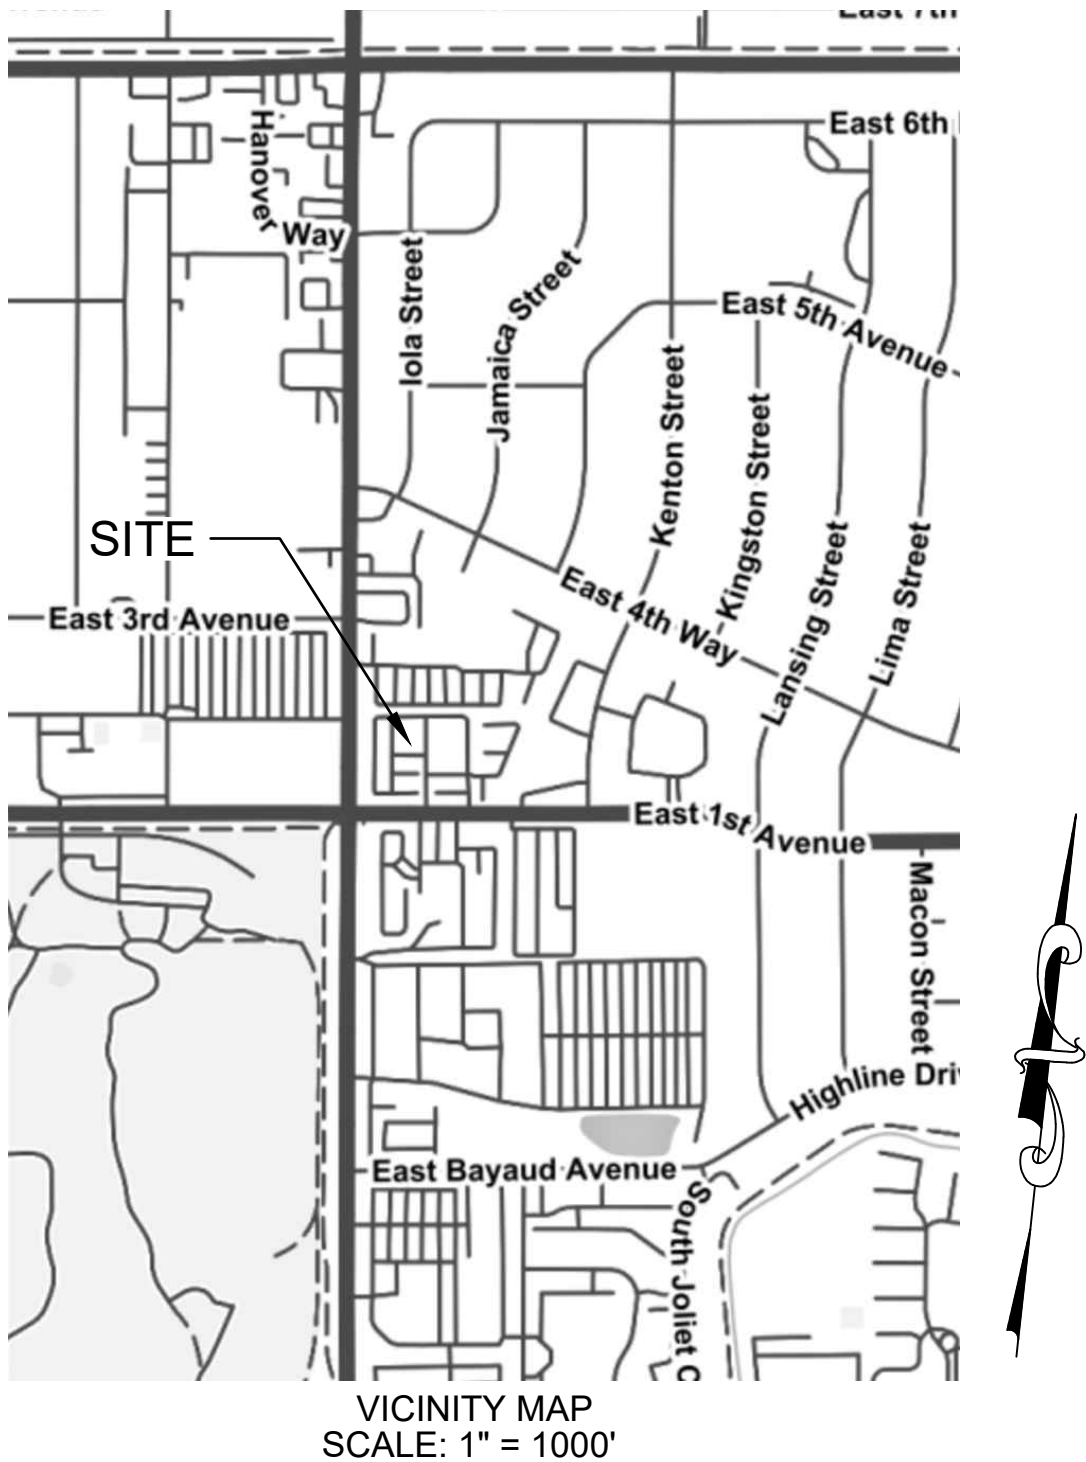 East 7th
East 6th
Hanover
Way
Iola Street
Jamaica Street
East 5th Avenue
Kenton Street
Kingston Street
Lansing Street
Lima Street
SITE
East 4th Way
East 3rd Avenue
East 1st Avenue
Macon Street
Highline
East Bayaud Avenue
South Joliet
VICINITY MAP
SCALE: 1" = 1000'